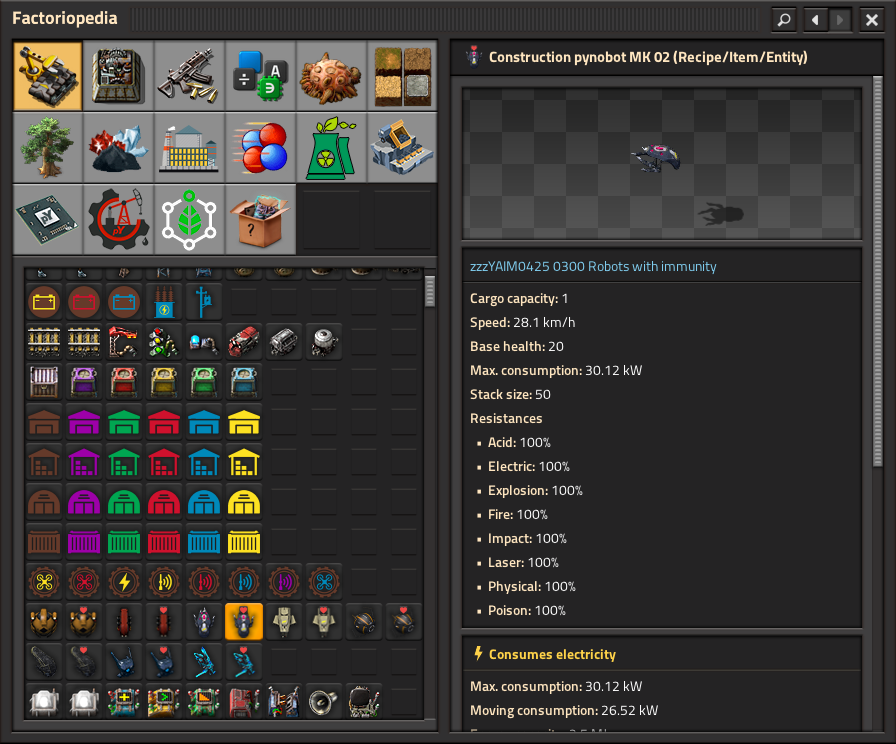 Factoriopedia
Construction pynobot MK 02 (Recipe/Item/Entity)
zzzYAIM0425 0300 Robots with immunity
Cargo capacity: 1
Speed: 28.1 km/h
Base health: 20
Max. consumption: 30.12 kW
Stack size: 50
Resistances
▪ Acid: 100%
▪ Electric: 100%
▪ Explosion: 100%
▪ Fire: 100%
▪ Impact: 100%
▪ Laser: 100%
▪ Physical: 100%
▪ Poison: 100%
Consumes electricity
Max. consumption: 30.12 kW
Moving consumption: 26.52 kW